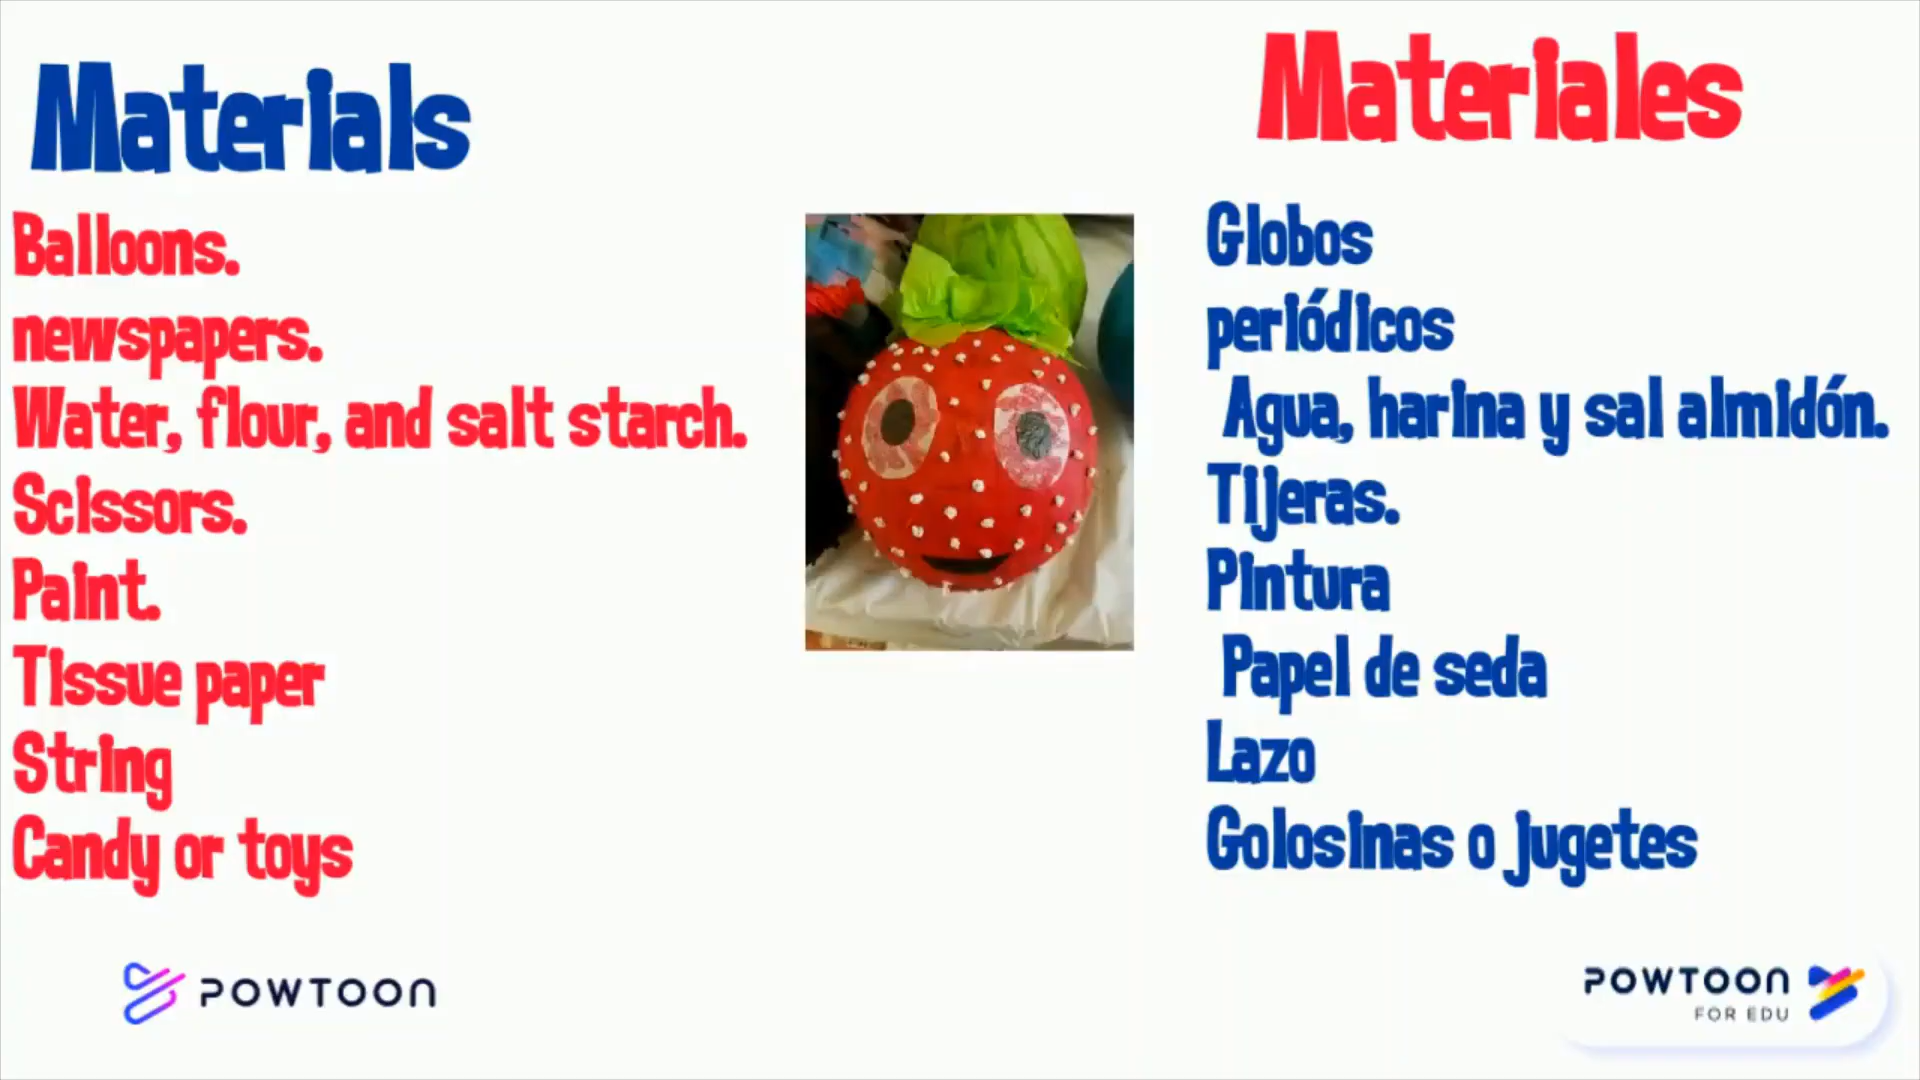 Materials
Balloons.
newspapers.
Water, flour, and salt starch.
Scissors.
Paint.
Tissue paper
String
Candy or toys
Materiales
Globos
periódicos
Agua, harina y sal almidón.
Tijeras.
Pintura
Papel de seda
Lazo
Golosinas o jugetes
POWTOON
POWTOON
FOR EDU